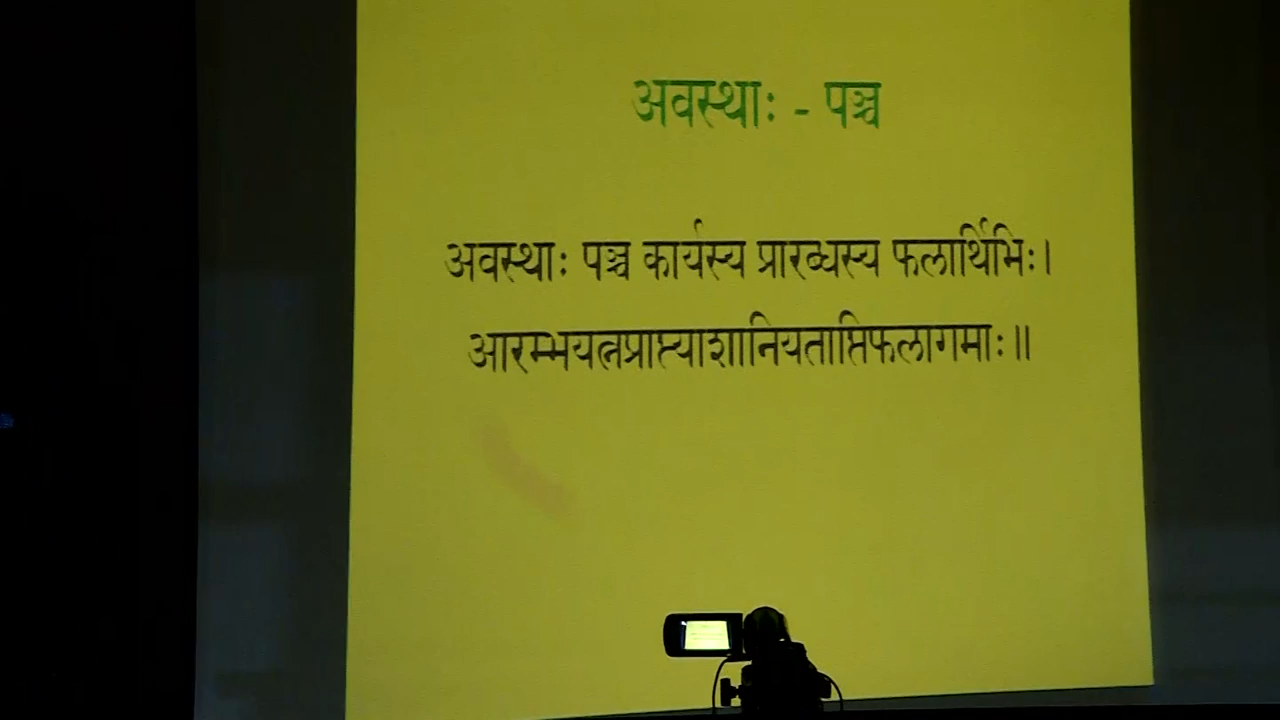 अवस्थाः - पञ्च
अवस्थाः पञ्च कार्यस्य प्रारब्धस्य फलार्थिभिः।
आरम्भयत्नप्राप्त्याशानियताप्तिफलागमाः॥